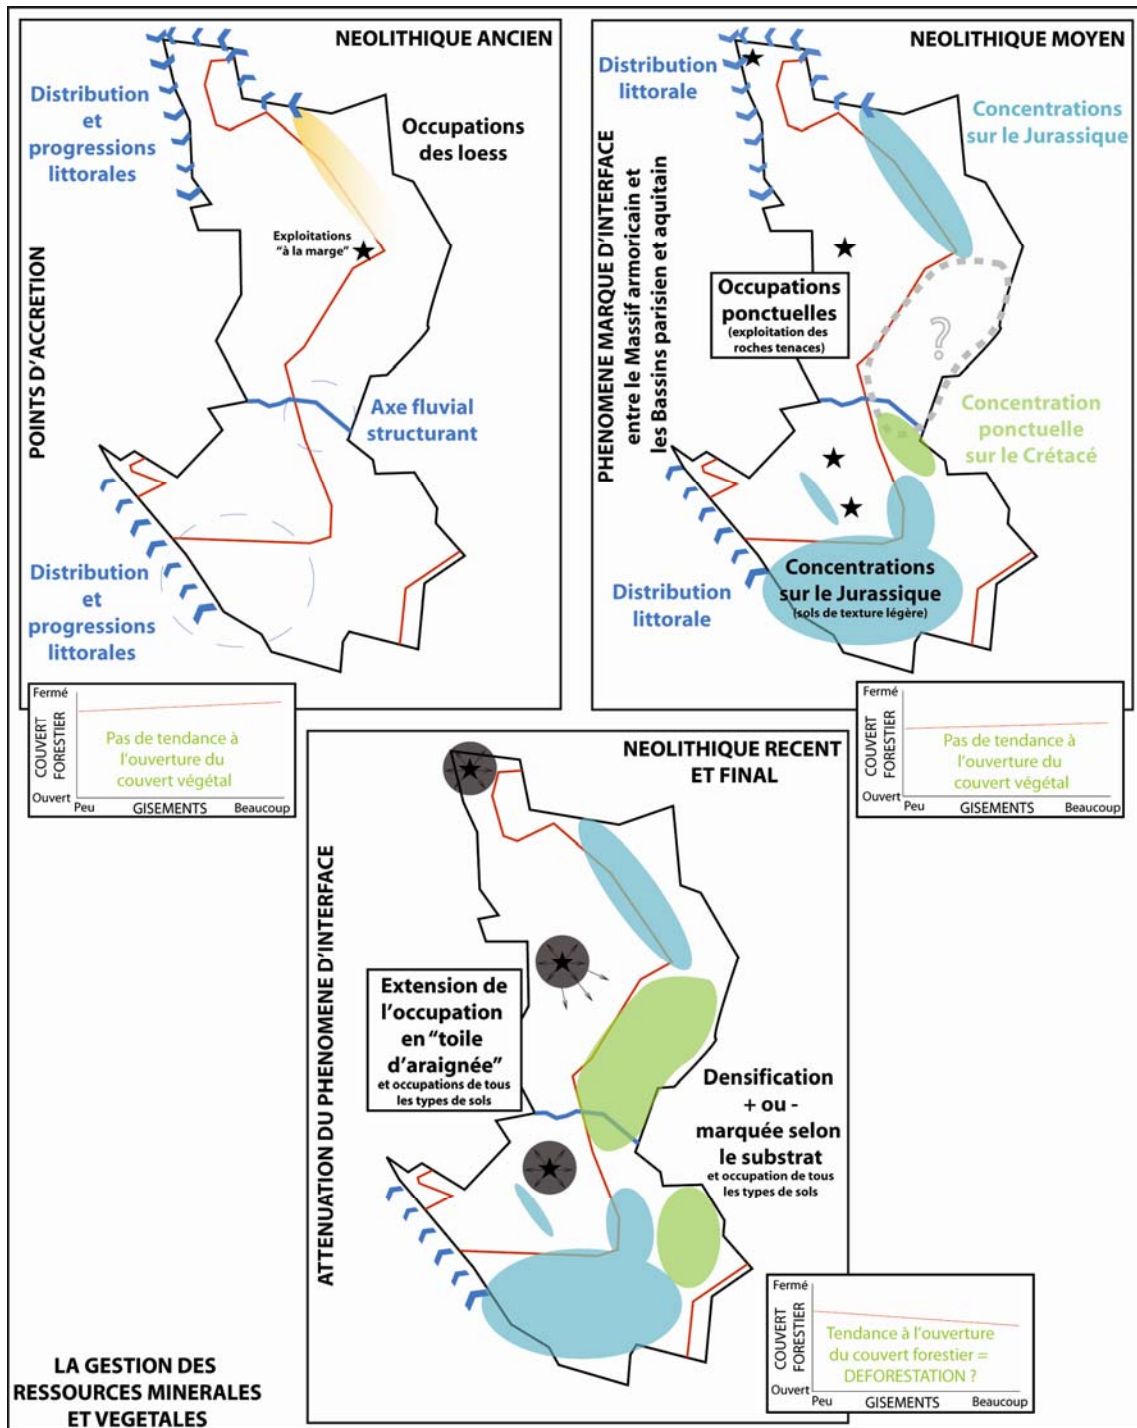 NEOLITHIQUE ANCIEN
Distribution
et
progressions
littorales
Occupations
des loess
Exploitations
"à la marge"
POINTS D'ACCRETION
Axe fluvial
structurant
Distribution
et
progressions
littorales
Fermé
COUVERT
FORESTIER
Pas de tendance à
l'ouverture du
couvert végétal
Ouvert
Peu
GISEMENTS
Beaucoup
NEOLITHIQUE MOYEN
Distribution
littorale
Concentrations
sur le Jurassique
PHENOMENE MARQUE D'INTERFACE
entre le Massif armoricain et
les Bassins parisien et aquitain
Occupations
ponctuelles
(exploitation des
roches tenaces)
?
Concentration
ponctuelle
sur le Crétacé
Distribution
littorale
Concentrations
sur le Jurassique
(sols de texture légère)
Fermé
COUVERT
FORESTIER
Pas de tendance à
l'ouverture du
couvert végétal
Ouvert
Peu
GISEMENTS
Beaucoup
NEOLITHIQUE RECENT
ET FINAL
ATTENUATION DU PHENOMENE D'INTERFACE
Extension de
l'occupation
en "toile
d'araignée"
et occupations de tous
les types de sols
Densification
+ ou -
marquée selon
le substrat
et occupation de tous
les types de sols
Fermé
COUVERT
FORESTIER
Tendance à l'ouverture
du couvert forestier =
DEFORESTATION ?
Ouvert
Peu
GISEMENTS
Beaucoup
LA GESTION DES
RESSOURCES MINERALES
ET VEGETALES